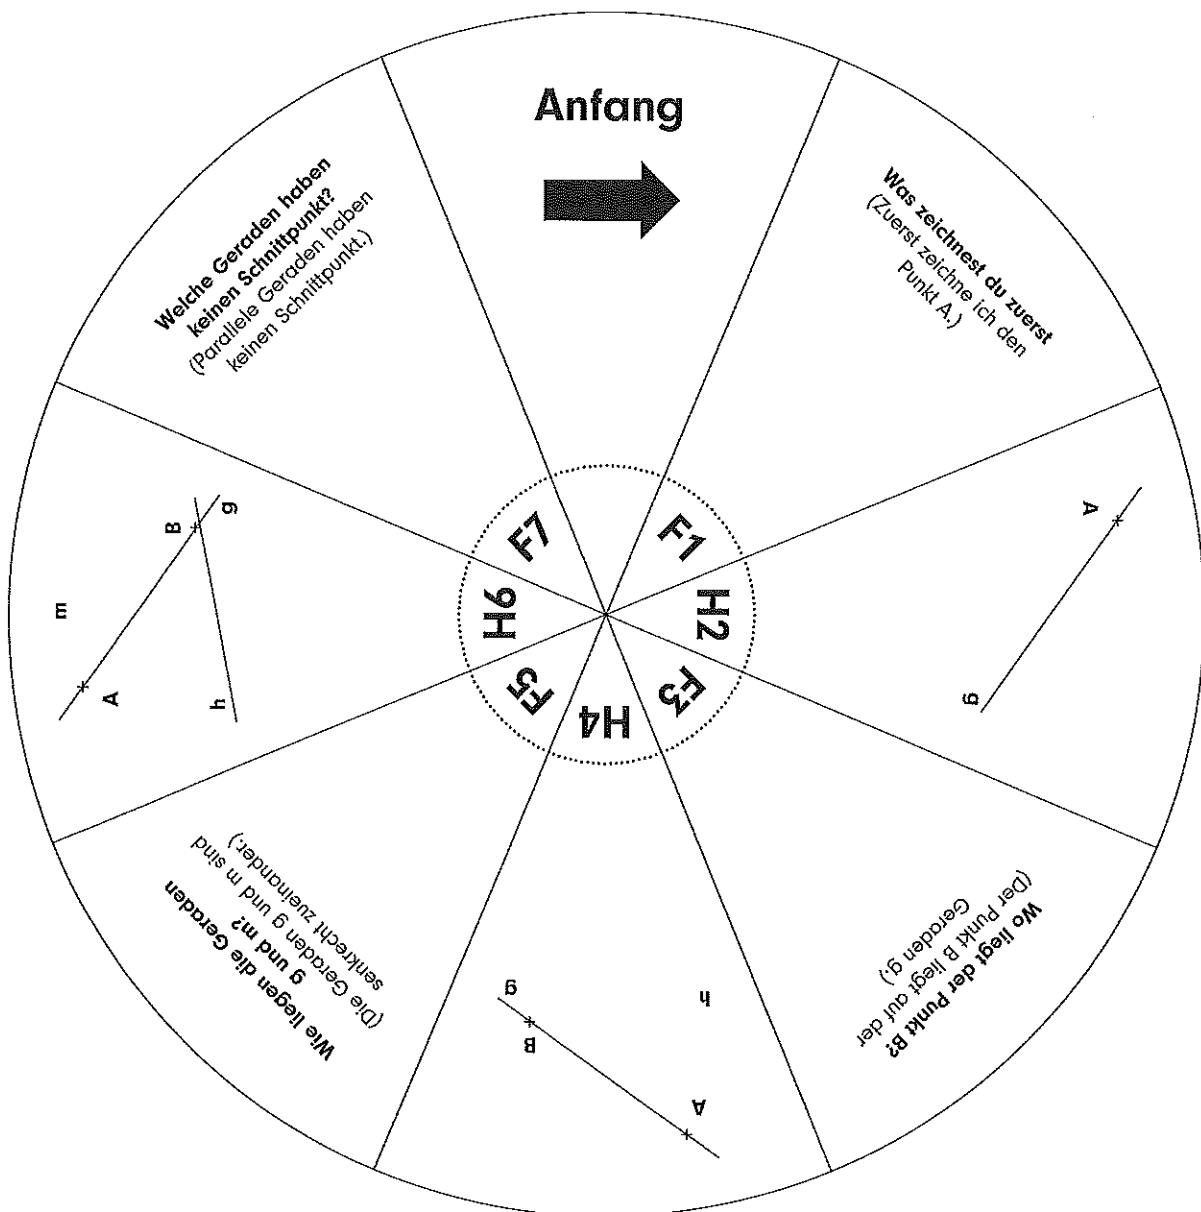 Anfang
Was zeichnest du zuerst
(Zuerst zeichne ich den
Punkt A.)
A
g
Wo liegt der Punkt B?
(Der Punkt B liegt auf der
Geraden g.)
h
g
B
A
Wie liegen die Geraden
g und m?
(Die Geraden g und m sind
senkrecht zueinander.)
m
B
g
A
h
Welche Geraden haben
keinen Schnittpunkt?
(Parallele Geraden haben
keinen Schnittpunkt.)
F1
H2
F3
H4
F5
H6
F7